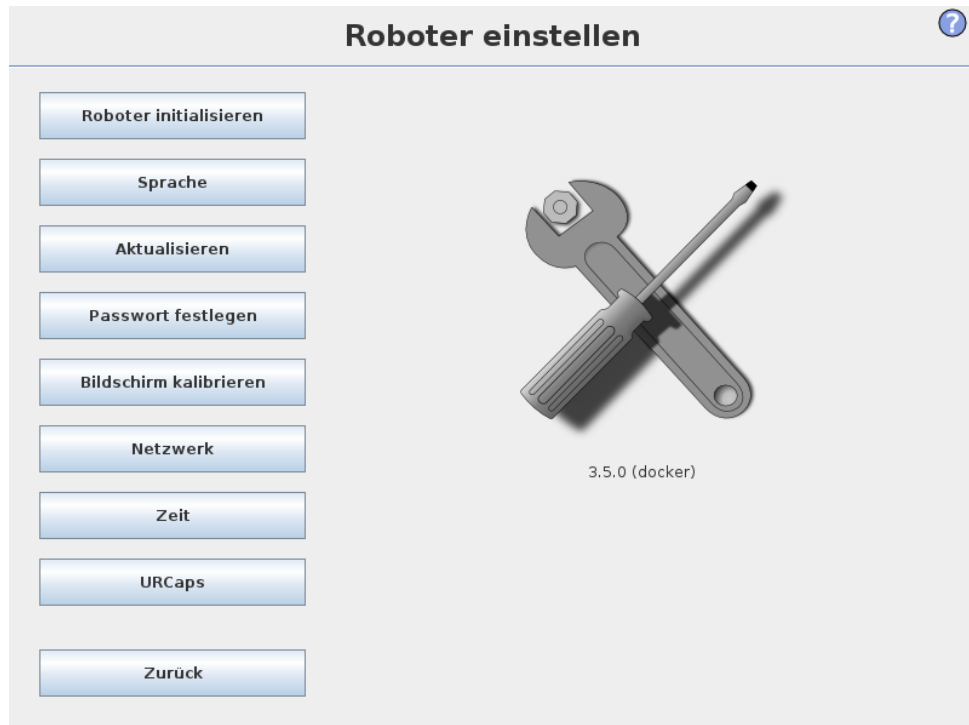 Roboter einstellen
?
Roboter initialisieren
Sprache
Aktualisieren
Passwort festlegen
Bildschirm kalibrieren
Netzwerk
Zeit
URCaps
Zurück
3.5.0 (docker)